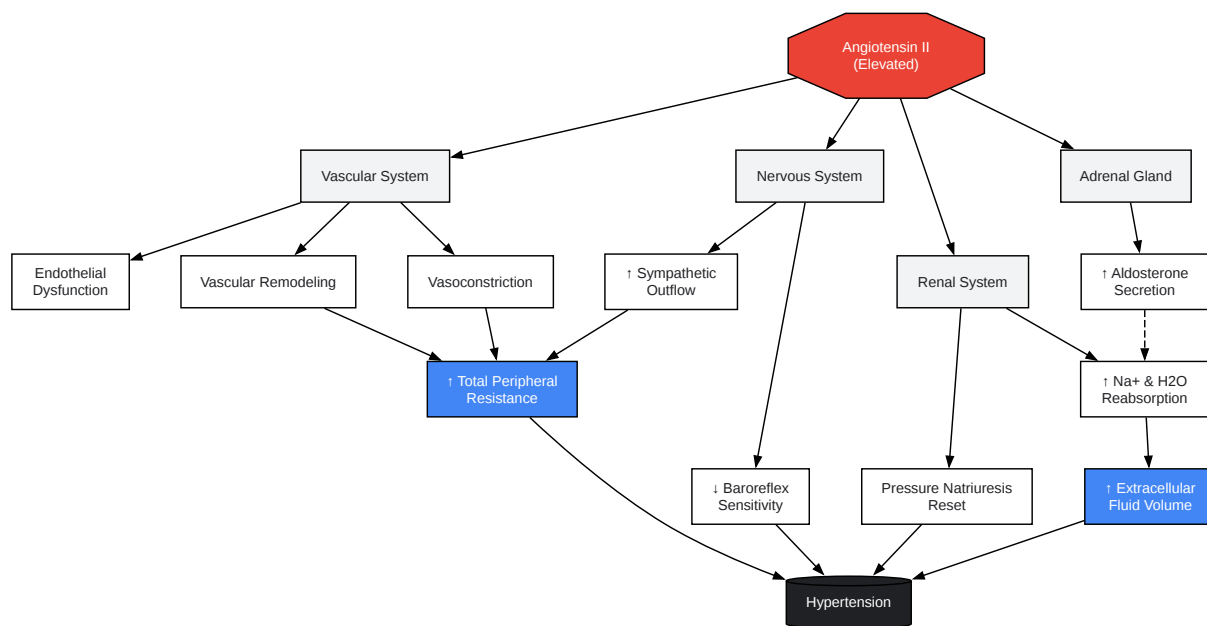 Angiotensin II
(Elevated)
Vascular System
Nervous System
Adrenal Gland
Endothelial
Dysfunction
Vascular Remodeling
Vasoconstriction
↑ Sympathetic
Outflow
Renal System
↑ Aldosterone
Secretion
↑ Total Peripheral
Resistance
↑ Na+ & H2O
Reabsorption
↓ Baroreflex
Sensitivity
Pressure Natriuresis
Reset
↑ Extracellular
Fluid Volume
Hypertension